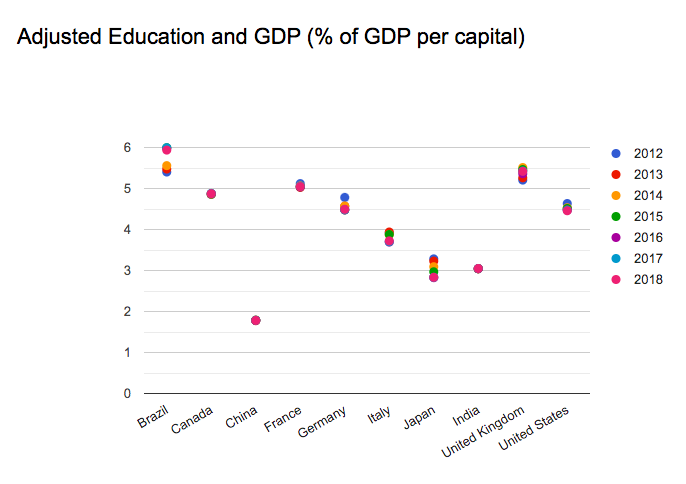 Adjusted Education and GDP (% of GDP per capital)
6
5
4
3
2
1
0
Brazil
Canada
China
France
Germany
Italy
Japan
India
United Kingdom
United States
2012
2013
2014
2015
2016
2017
2018